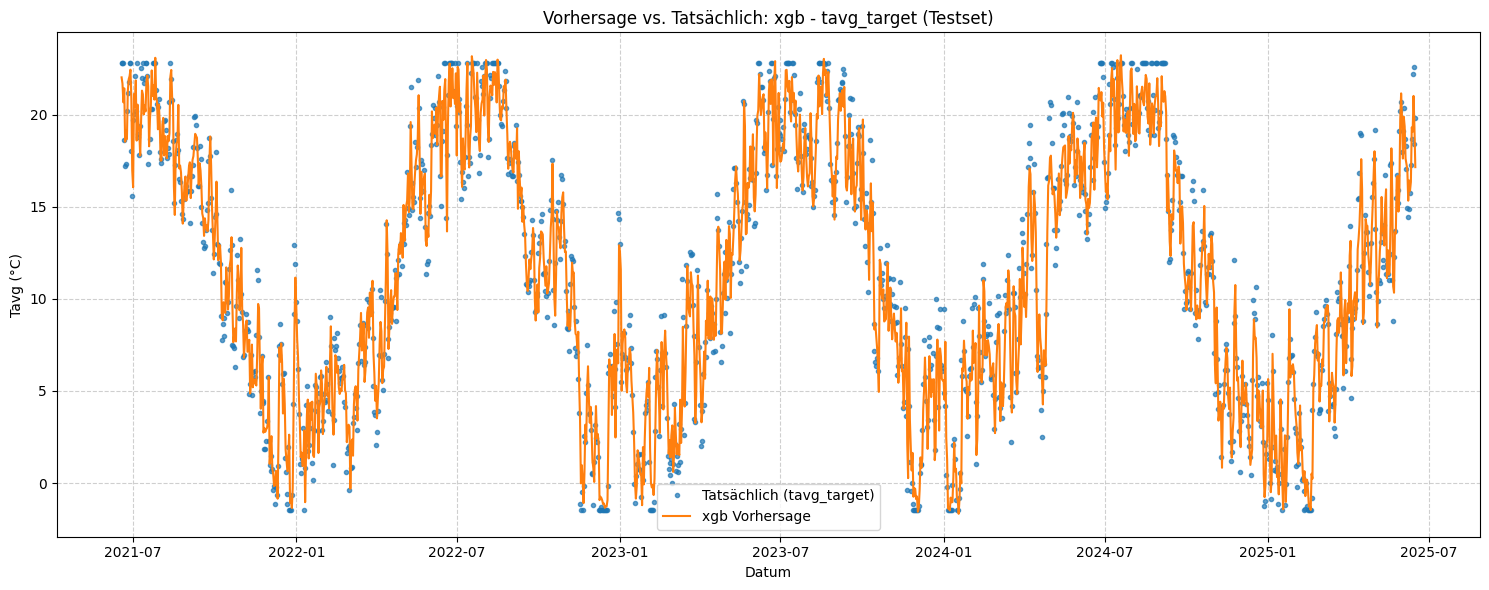 Vorhersage vs. Tatsächlich: xgb - tavg_target (Testset)
Tavg (°C)
20
15
10
5
0
Tatsächlich (tavg_target)
xgb Vorhersage
2021-07 2022-01 2022-07 2023-01 2023-07 2024-01 2024-07 2025-01 2025-07
Datum